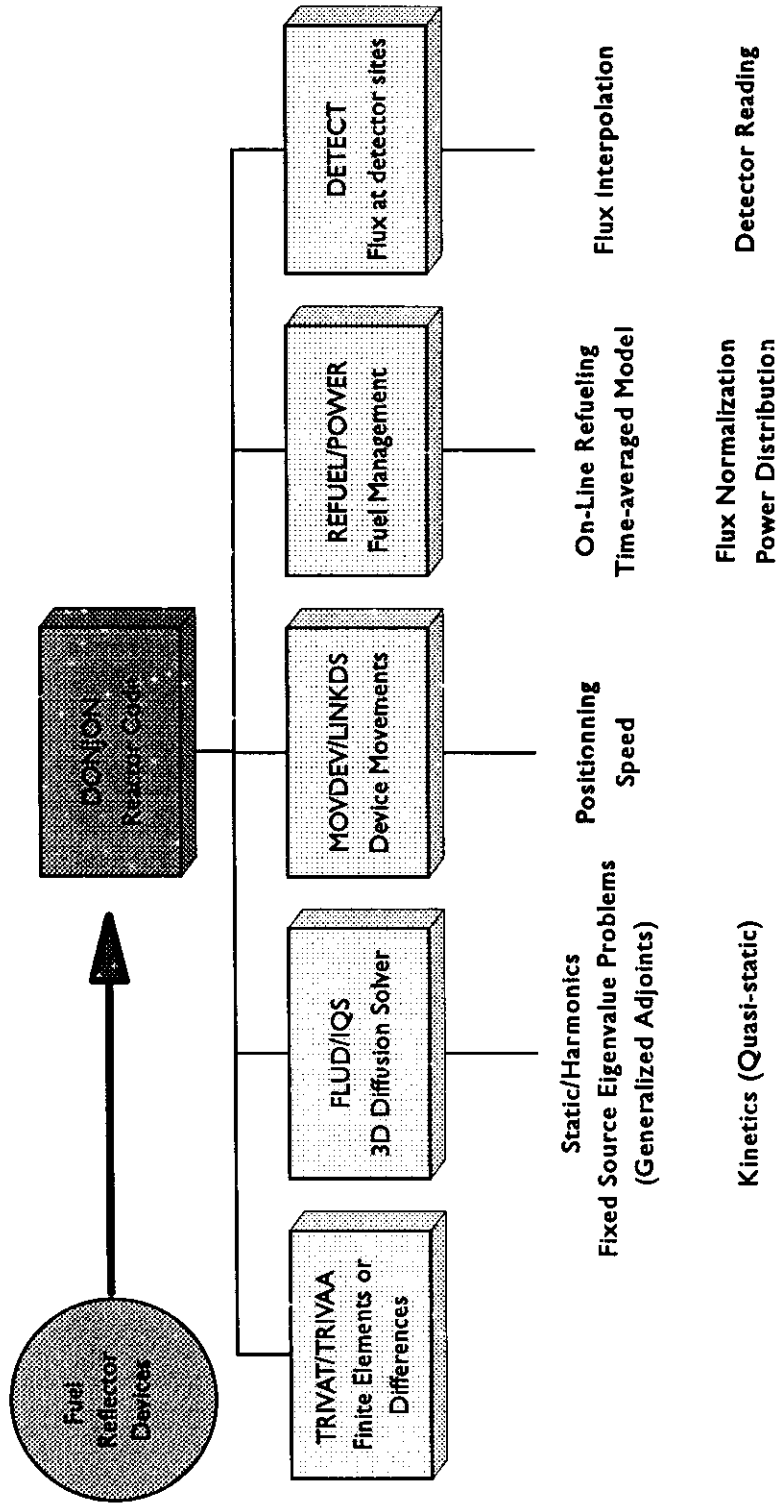 Fuel
Reflector
Devices
DONJON
Reactor Code
TRIVAT/TRIVAA
Finite Elements or
Differences
FLUD/IQS
3D Diffusion Solver
MOVDEV/LINKDS
Device Movements
REFUEL/POWER
Fuel Management
DETECT
Flux at detector sites
Static/Harmonics
Fixed Source Eigenvalue Problems
(Generalized Adjoints)
Kinetics (Quasi-static)
Positionning
Speed
On-Line Refueling
Time-averaged Model
Flux Normalization
Power Distribution
Flux Interpolation
Detector Reading